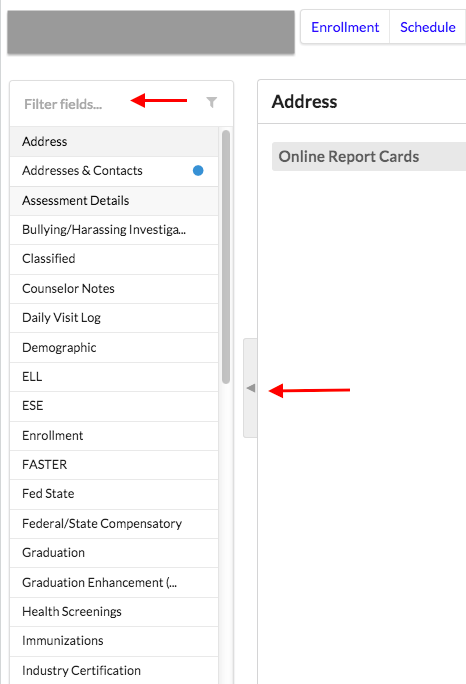 Enrollment
Schedule
Filter fields...
Address
Addresses & Contacts
Assessment Details
Bullying/Harassing Investiga...
Classified
Counselor Notes
Daily Visit Log
Demographic
ELL
ESE
Enrollment
FASTER
Fed State
Federal/State Compensatory
Graduation
Graduation Enhancement (...
Health Screenings
Immunizations
Industry Certification
Address
Online Report Cards